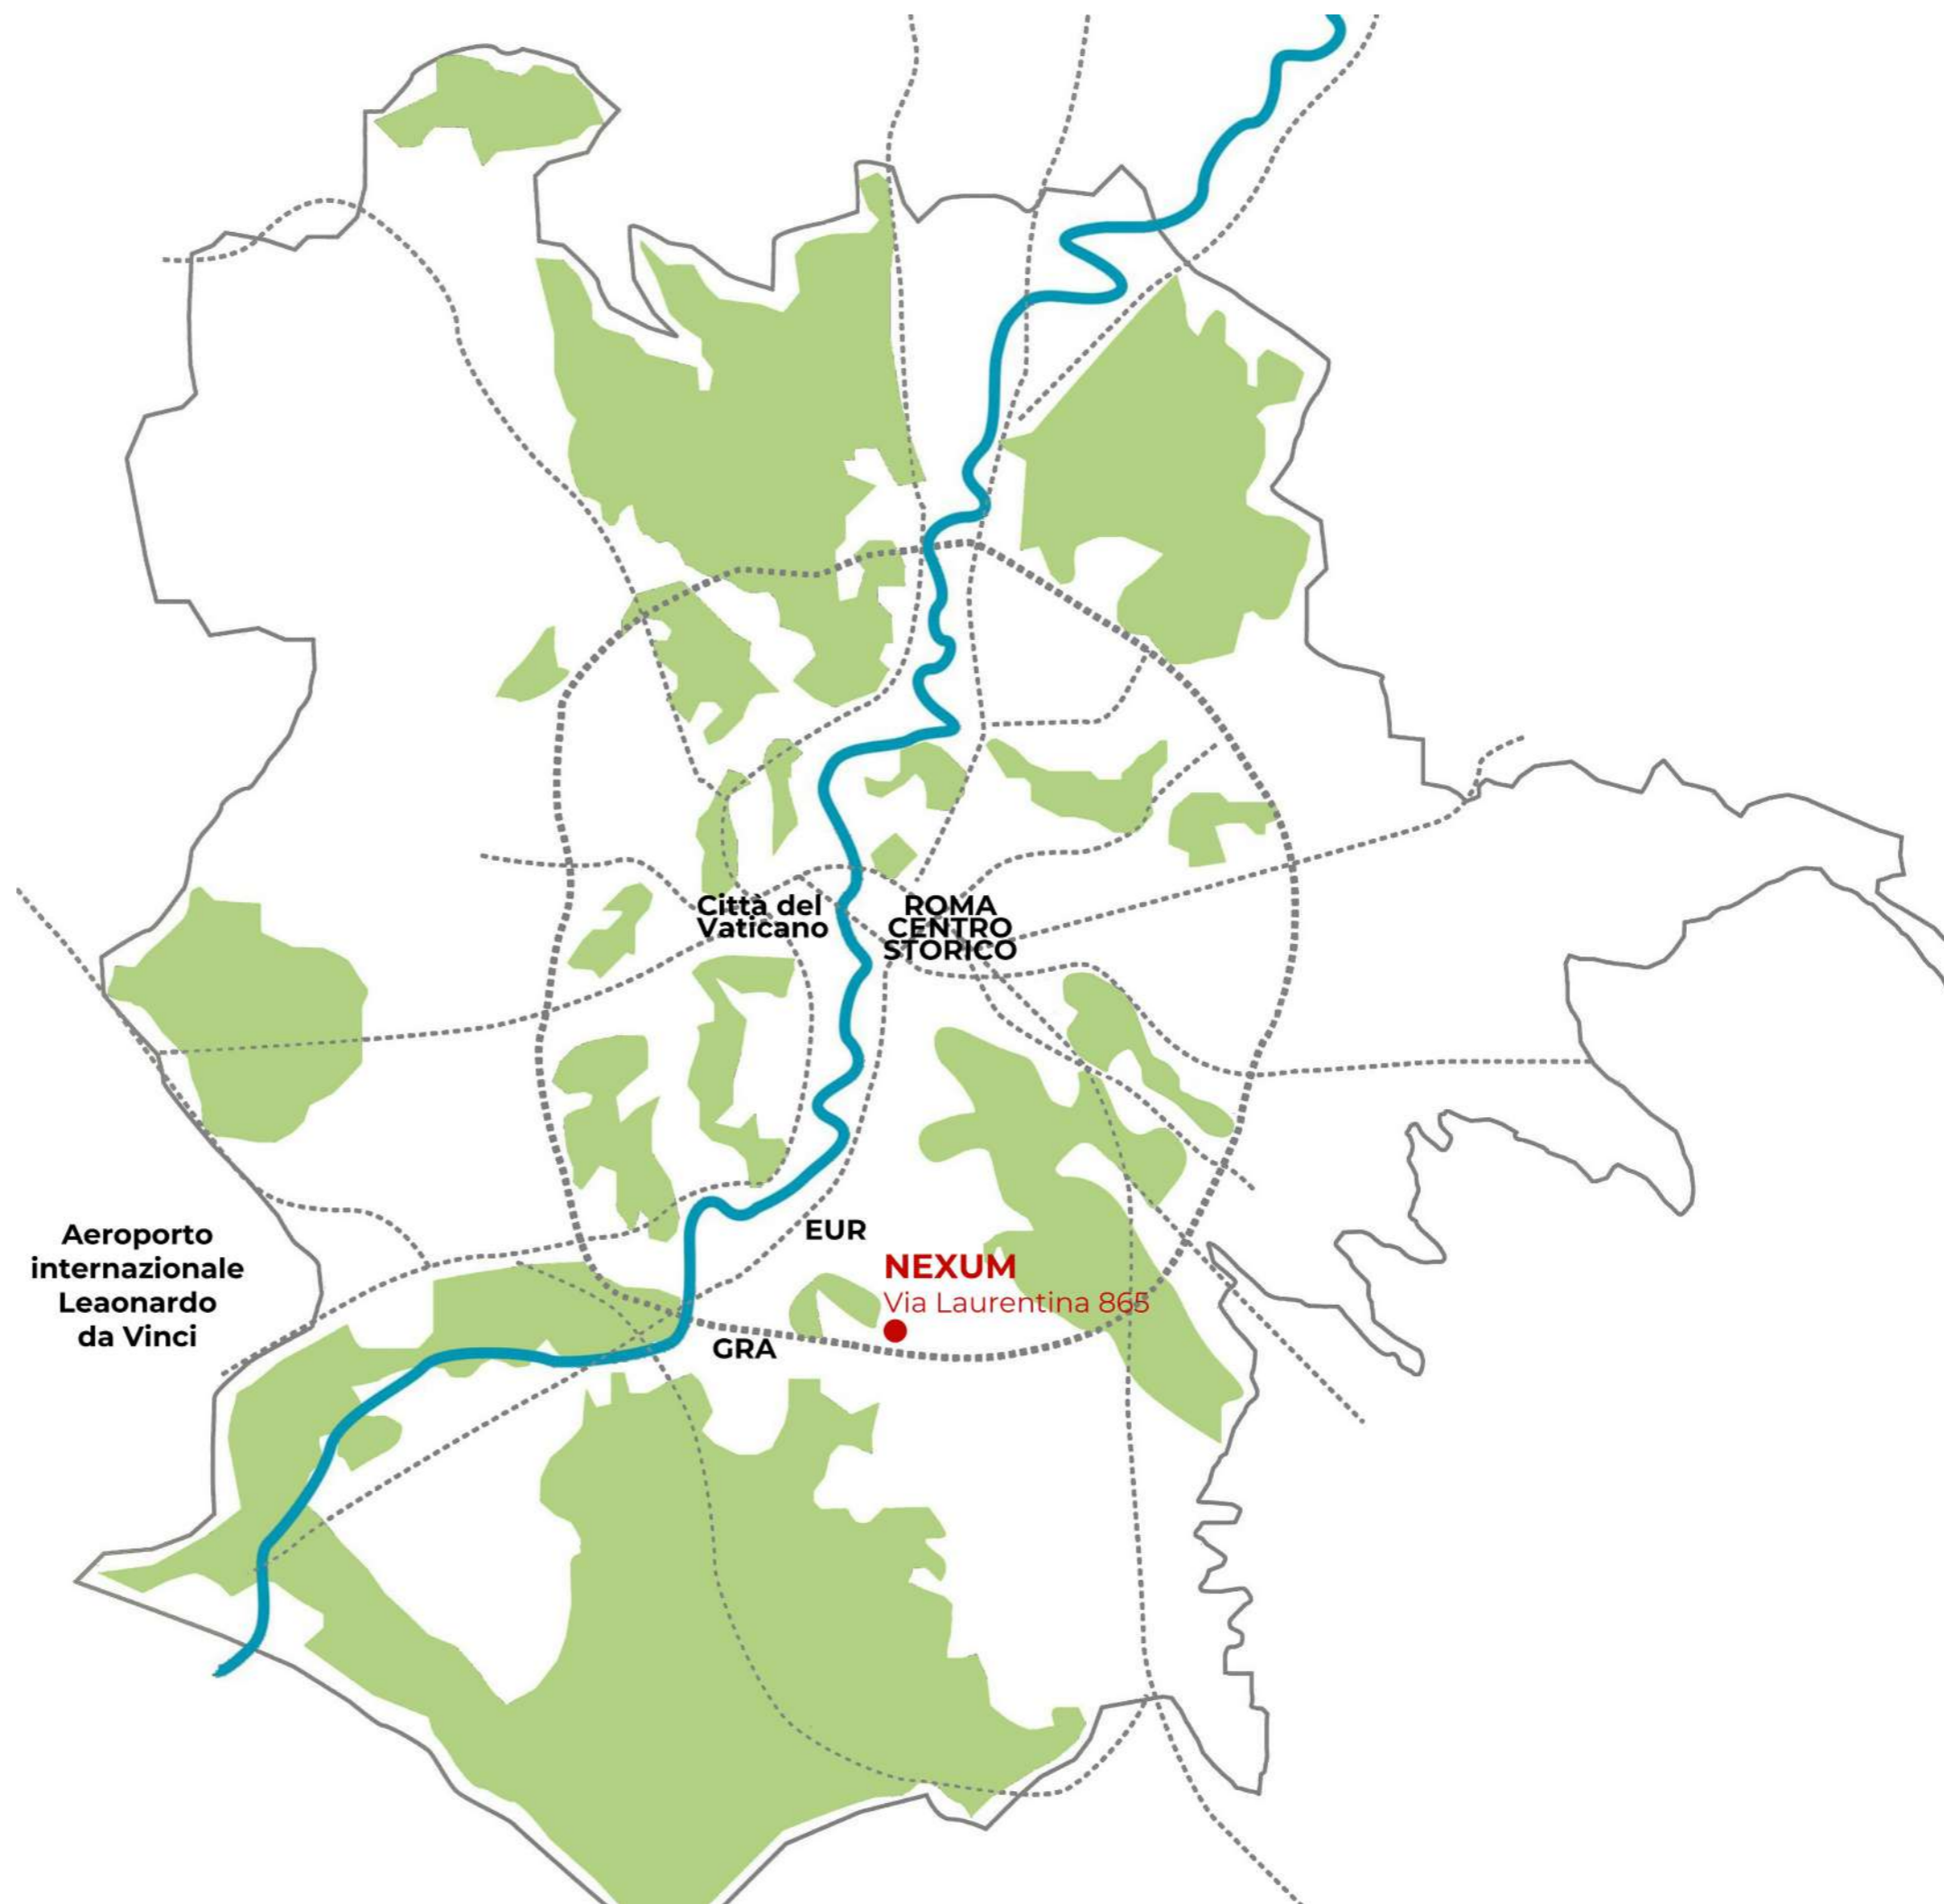 Città del
Vaticano
ROMA
CENTRO
STORICO
EUR
Aeroporto
internazionale
Leaonardo
da Vinci
NEXUM
Via Laurentina 865
GRA